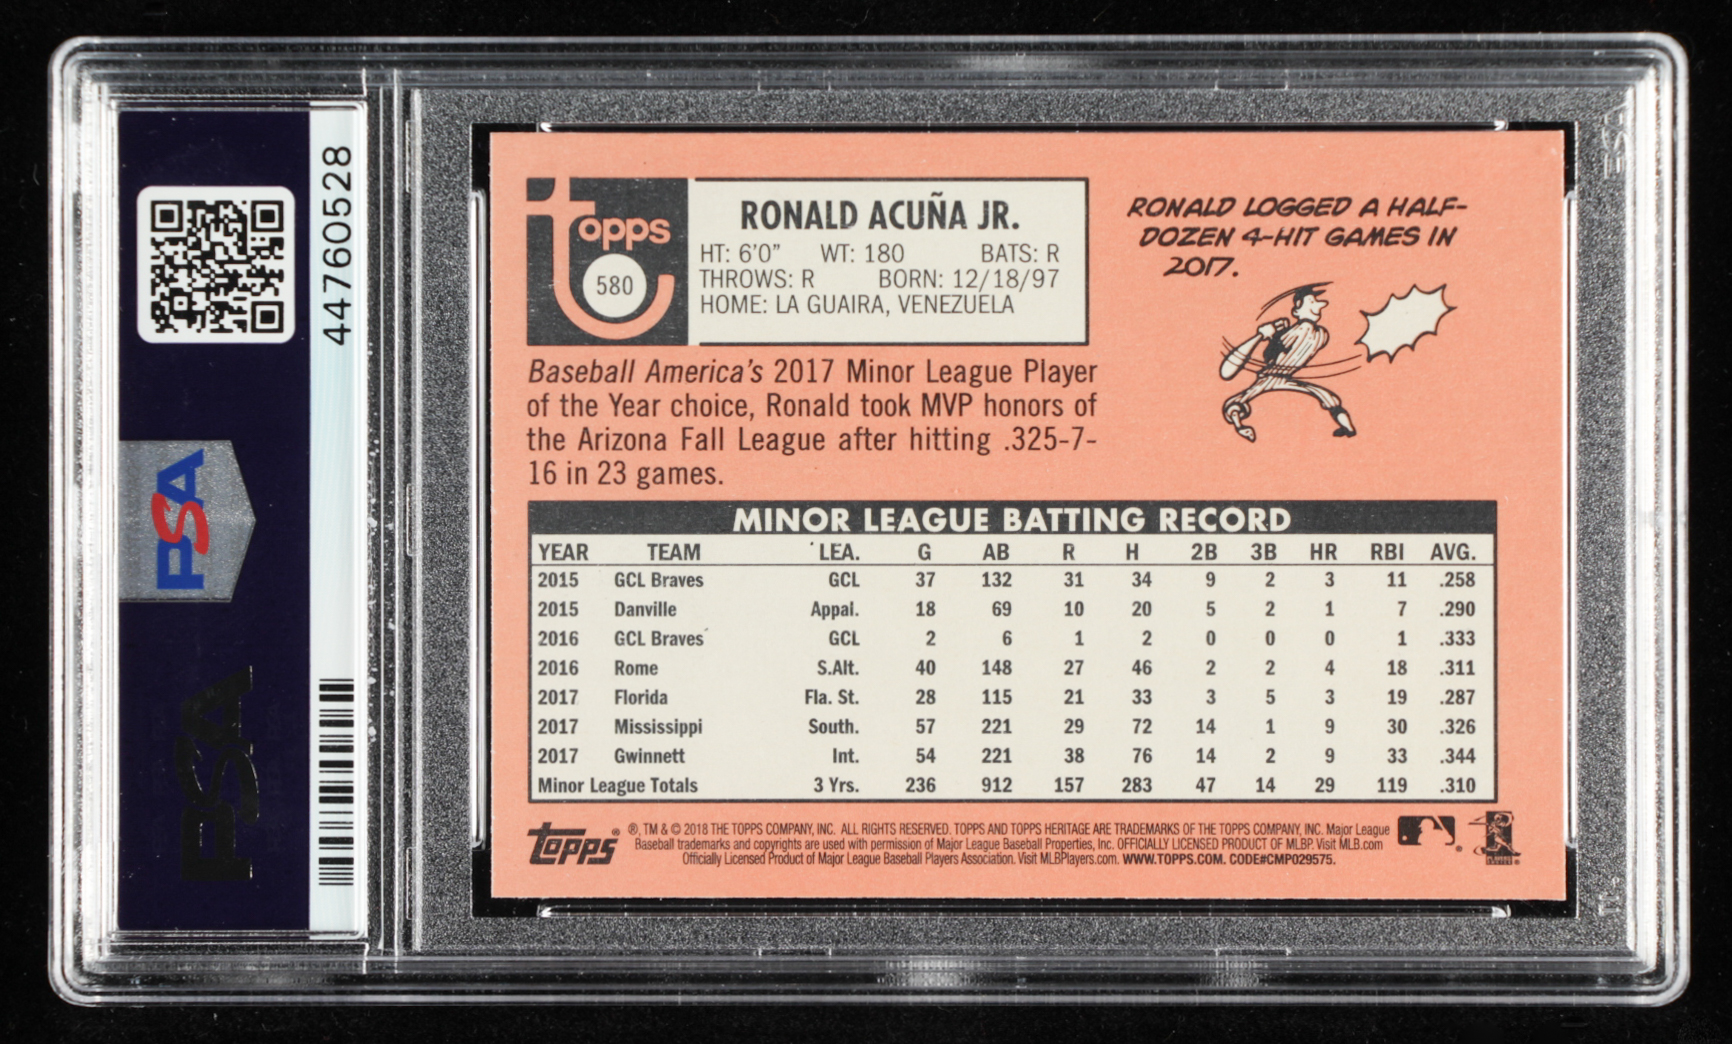 44760528
PSA
PSA
topps
580
RONALD ACUÑA JR.
HT: 6'0" WT: 180 BATS: R
THROWS: R BORN: 12/18/97
HOME: LA GUAIRA, VENEZUELA
RONALD LOGGED A HALF-
DOZEN 4-HIT GAMES IN
2017.
Baseball America's 2017 Minor League Player
of the Year choice, Ronald took MVP honors of
the Arizona Fall League after hitting .325-7-
16 in 23 games.
MINOR LEAGUE BATTING RECORD
YEAR TEAM LEA. G AB R H 2B 3B HR RBI AVG.
2015 GCL Braves GCL 37 132 31 34 9 2 3 11 .258
2015 Danville Appal. 18 69 10 20 5 2 1 7 .290
2016 GCL Braves GCL 2 6 1 2 0 0 0 1 .333
2016 Rome S.Alt. 40 148 27 46 2 2 4 18 .311
2017 Florida Fla. St. 28 115 21 33 3 5 3 19 .287
2017 Mississippi South. 57 221 29 72 14 1 9 30 .326
2017 Gwinnett Int. 54 221 38 76 14 2 9 33 .344
Minor League Totals 3 Yrs. 236 912 157 283 47 14 29 119 .310
topps ®, TM & © 2018 THE TOPPS COMPANY, INC. ALL RIGHTS RESERVED. TOPPS AND TOPPS HERITAGE ARE TRADEMARKS OF THE TOPPS COMPANY, INC. Major League
Baseball trademarks and copyrights are used with permission of Major League Baseball Properties, Inc. OFFICIALLY LICENSED PRODUCT OF MLBP. Visit MLB.com
Officially Licensed Product of Major League Baseball Players Association. Visit MLBPlayers.com. WWW.TOPPS.COM. CODE#CMP029575.